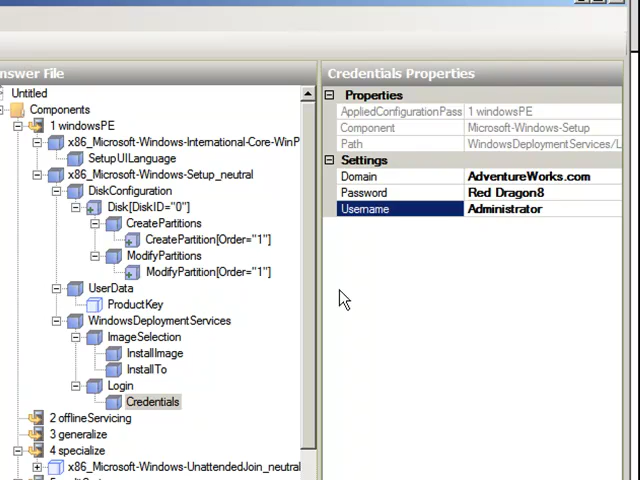 nswer File
Untitled
Components
1 windowsPE
x86_Microsoft-Windows-International-Core-WinP
SetupUILanguage
x86_Microsoft-Windows-Setup_neutral
DiskConfiguration
Disk[DiskID="0"]
CreatePartitions
CreatePartition[Order="1"]
ModifyPartitions
ModifyPartition[Order="1"]
UserData
ProductKey
WindowsDeploymentServices
ImageSelection
InstallImage
InstallTo
Login
Credentials
2 offlineServicing
3 generalize
4 specialize
x86_Microsoft-Windows-UnattendedJoin_neutral
Credentials Properties
Properties
AppliedConfigurationPass 1 windowsPE
Component Microsoft-Windows-Setup
Path WindowsDeploymentServices/L
Settings
Domain AdventureWorks.com
Password Red Dragon8
Username Administrator